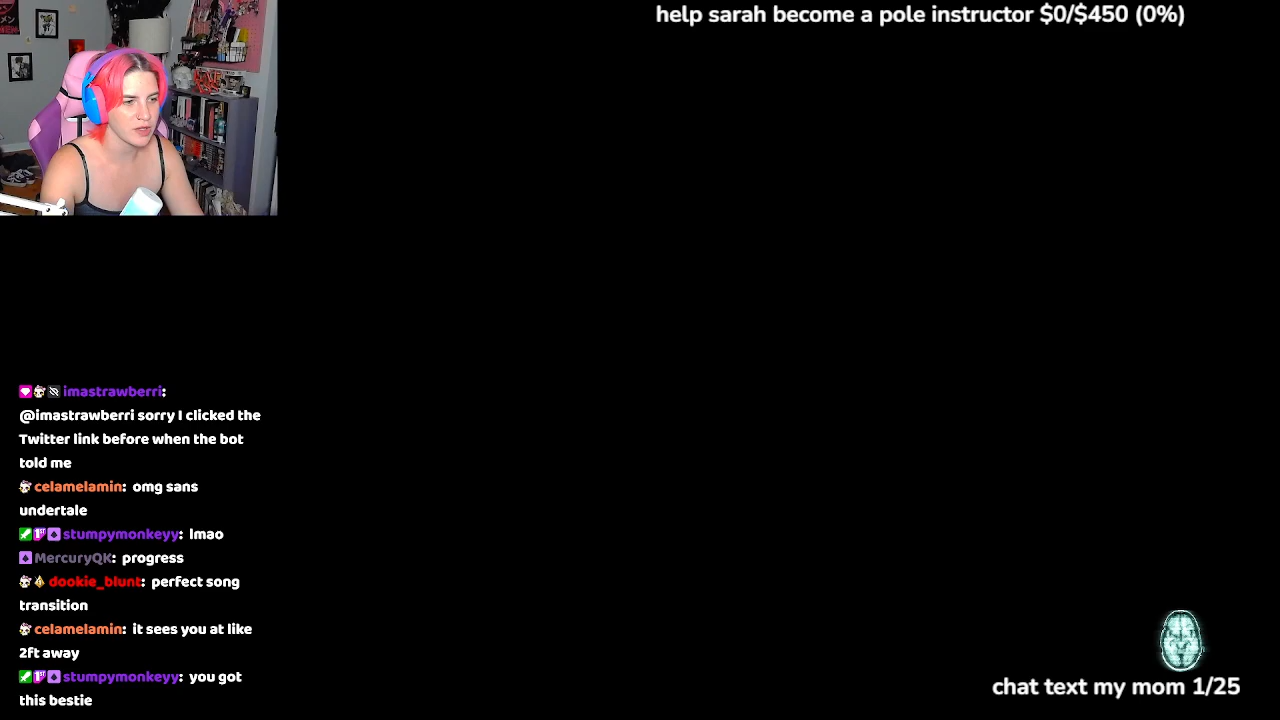 help sarah become a pole instructor $0/$450 (0%)
imastrawberri:
@imastrawberri sorry I clicked the
Twitter link before when the bot
told me
celamelamin: omg sans
undertale
stumpymonkeyy: lmao
MercuryQK: progress
dookie_blunt: perfect song
transition
celamelamin: it sees you at like
2ft away
stumpymonkeyy: you got
this bestie
chat text my mom 1/25